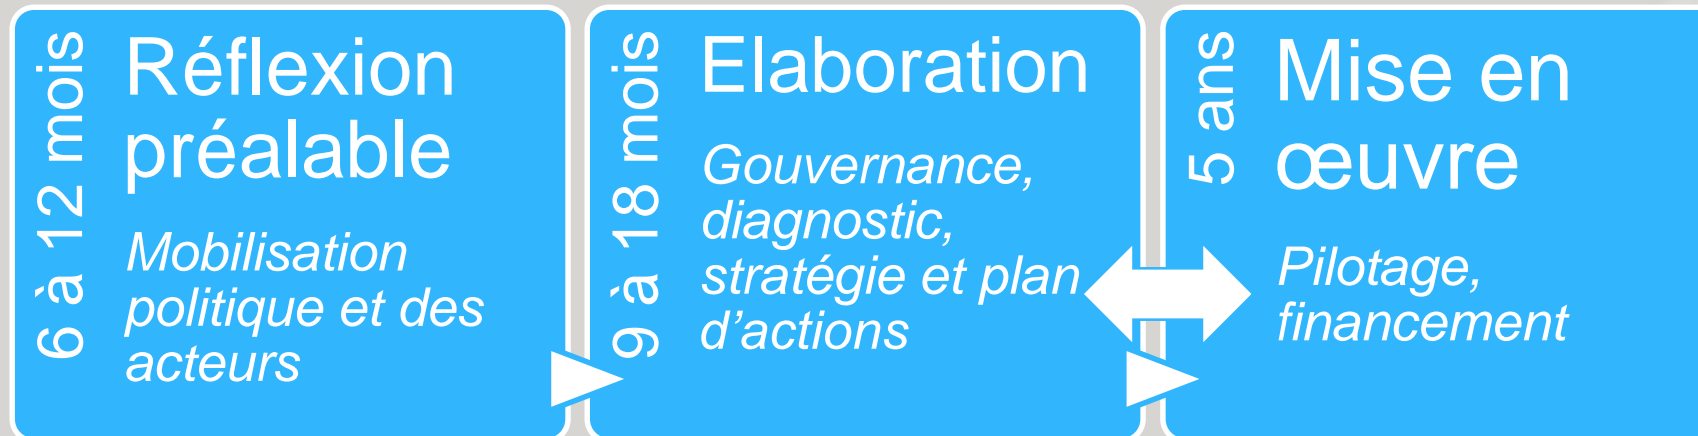 6 à 12 mois
Réflexion
préalable
Mobilisation
politique et des
acteurs
9 à 18 mois
Elaboration
Gouvernance,
diagnostic,
stratégie et plan
d’actions
5 ans
Mise en
œuvre
Pilotage,
financement